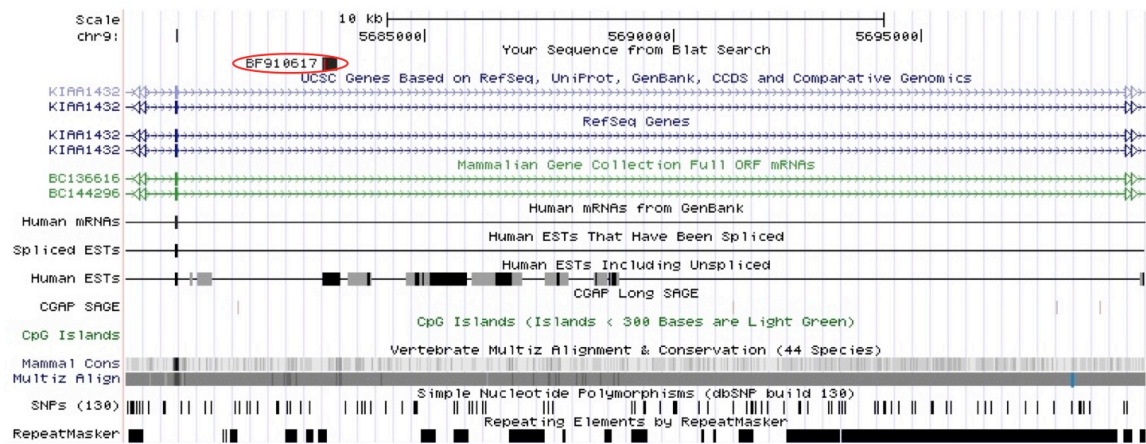 Scale 10 kb
chr9: 5685000 5690000 5695000
Your Sequence from Blat Search
BF910617
UCSC Genes Based on RefSeq, UniProt, GenBank, CCDS and Comparative Genomics
KIAA1432
KIAA1432
RefSeq Genes
KIAA1432
KIAA1432
Mammalian Gene Collection Full ORF mRNAs
BC136616
BC144296
Human mRNAs from GenBank
Human mRNAs
Human ESTs That Have Been Spliced
Spliced ESTs
Human ESTs Including Unspliced
Human ESTs
CGAP Long SAGE
CGAP SAGE
CpG Islands (Islands < 300 Bases are Light Green)
CpG Islands
Vertebrate Multiz Alignment & Conservation (44 Species)
Mammal Cons
Multiz Align
Simple Nucleotide Polymorphisms (dbSNP build 130)
SNPs (130)
Repeating Elements by RepeatMasker
RepeatMasker